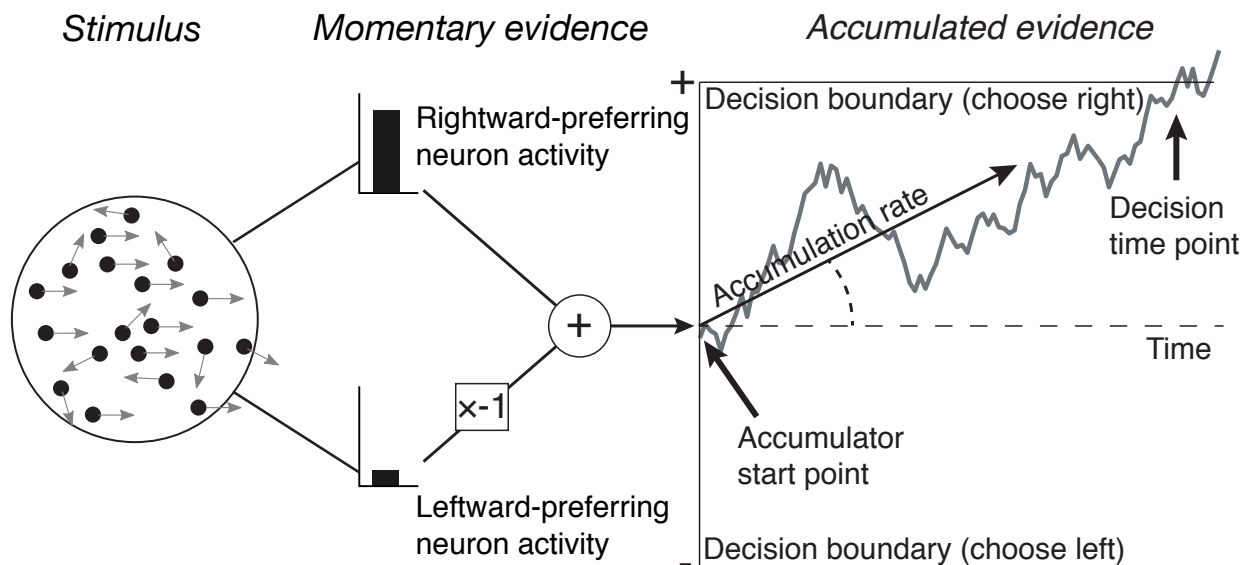 Stimulus
Momentary evidence
Accumulated evidence
Rightward-preferring
neuron activity
+
Decision boundary (choose right)
Accumulation rate
Decision
time point
+
Time
×-1
Accumulator
start point
Leftward-preferring
neuron activity
-
Decision boundary (choose left)